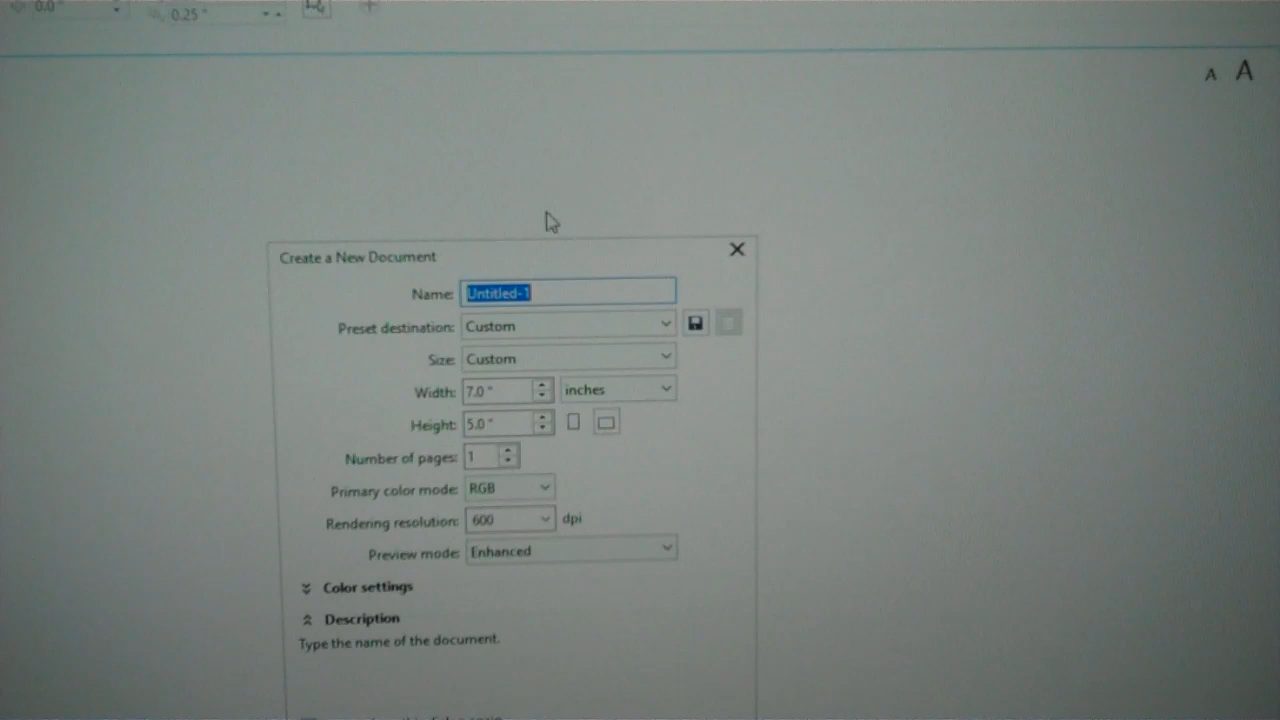 0.0
0.25 "
A A
Create a New Document
Name: Untitled-1
Preset destination: Custom
Size: Custom
Width: 7.0 " inches
Height: 5.0 "
Number of pages: 1
Primary color mode: RGB
Rendering resolution: 600 dpi
Preview mode: Enhanced
Color settings
Description
Type the name of the document.